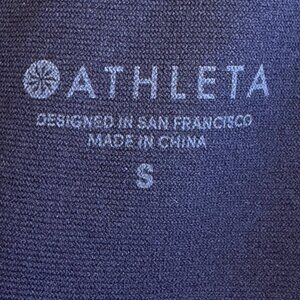 ATHLETA
DESIGNED IN SAN FRANCISCO
MADE IN CHINA
S